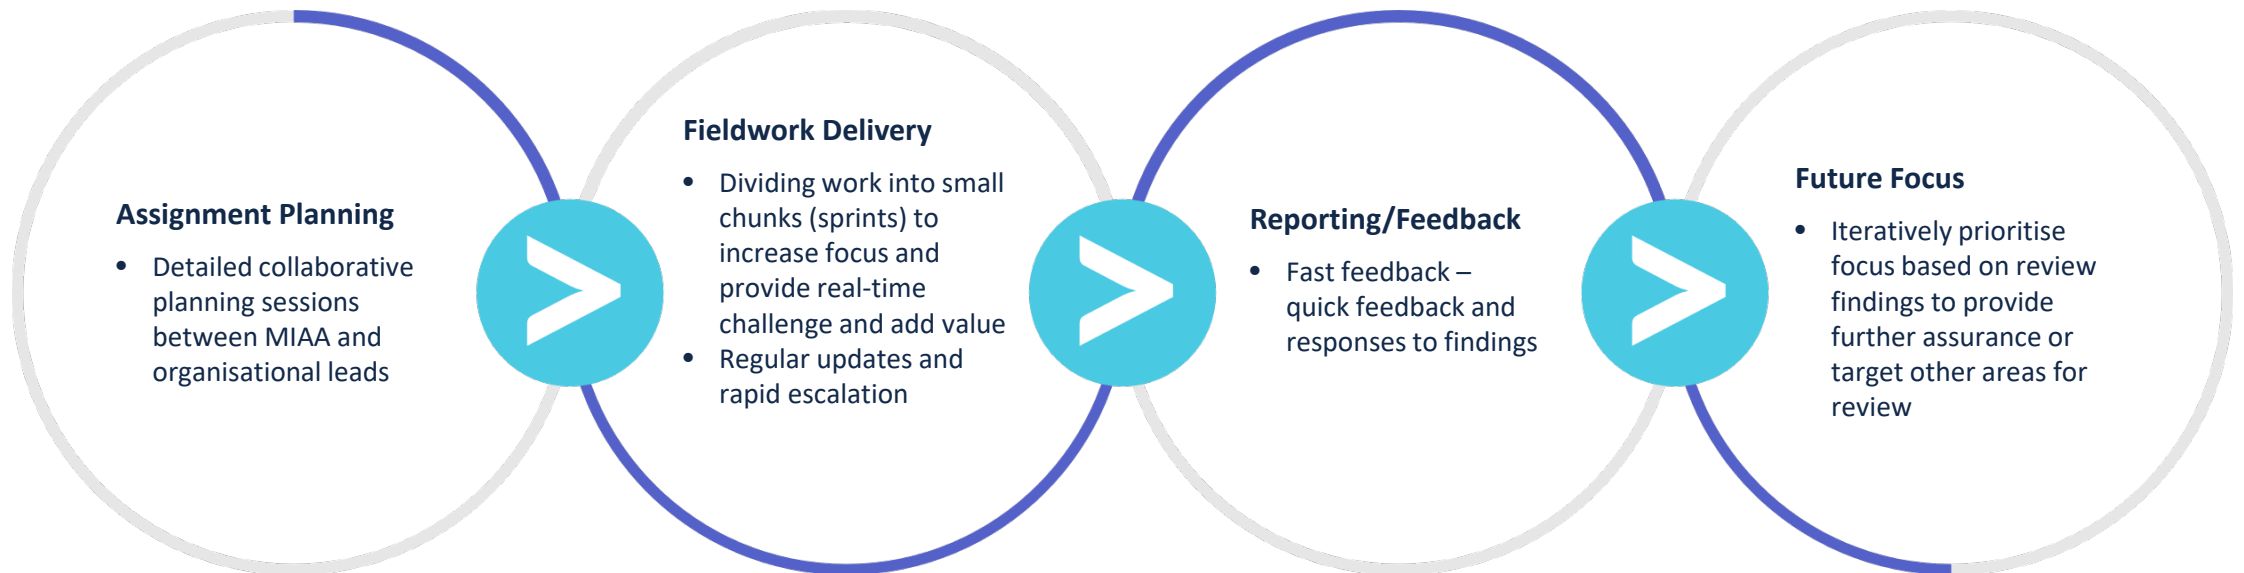 Assignment Planning
• Detailed collaborative
planning sessions
between MIAA and
organisational leads
Fieldwork Delivery
• Dividing work into small
chunks (sprints) to
increase focus and
provide real-time
challenge and add value
• Regular updates and
rapid escalation
Reporting/Feedback
• Fast feedback –
quick feedback and
responses to findings
Future Focus
• Iteratively prioritise
focus based on review
findings to provide
further assurance or
target other areas for
review